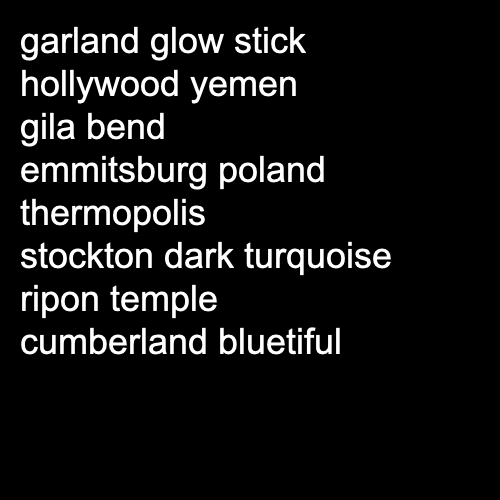 garland glow stick
hollywood yemen
gila bend
emmitsburg poland
thermopolis
stockton dark turquoise
ripon temple
cumberland bluetiful